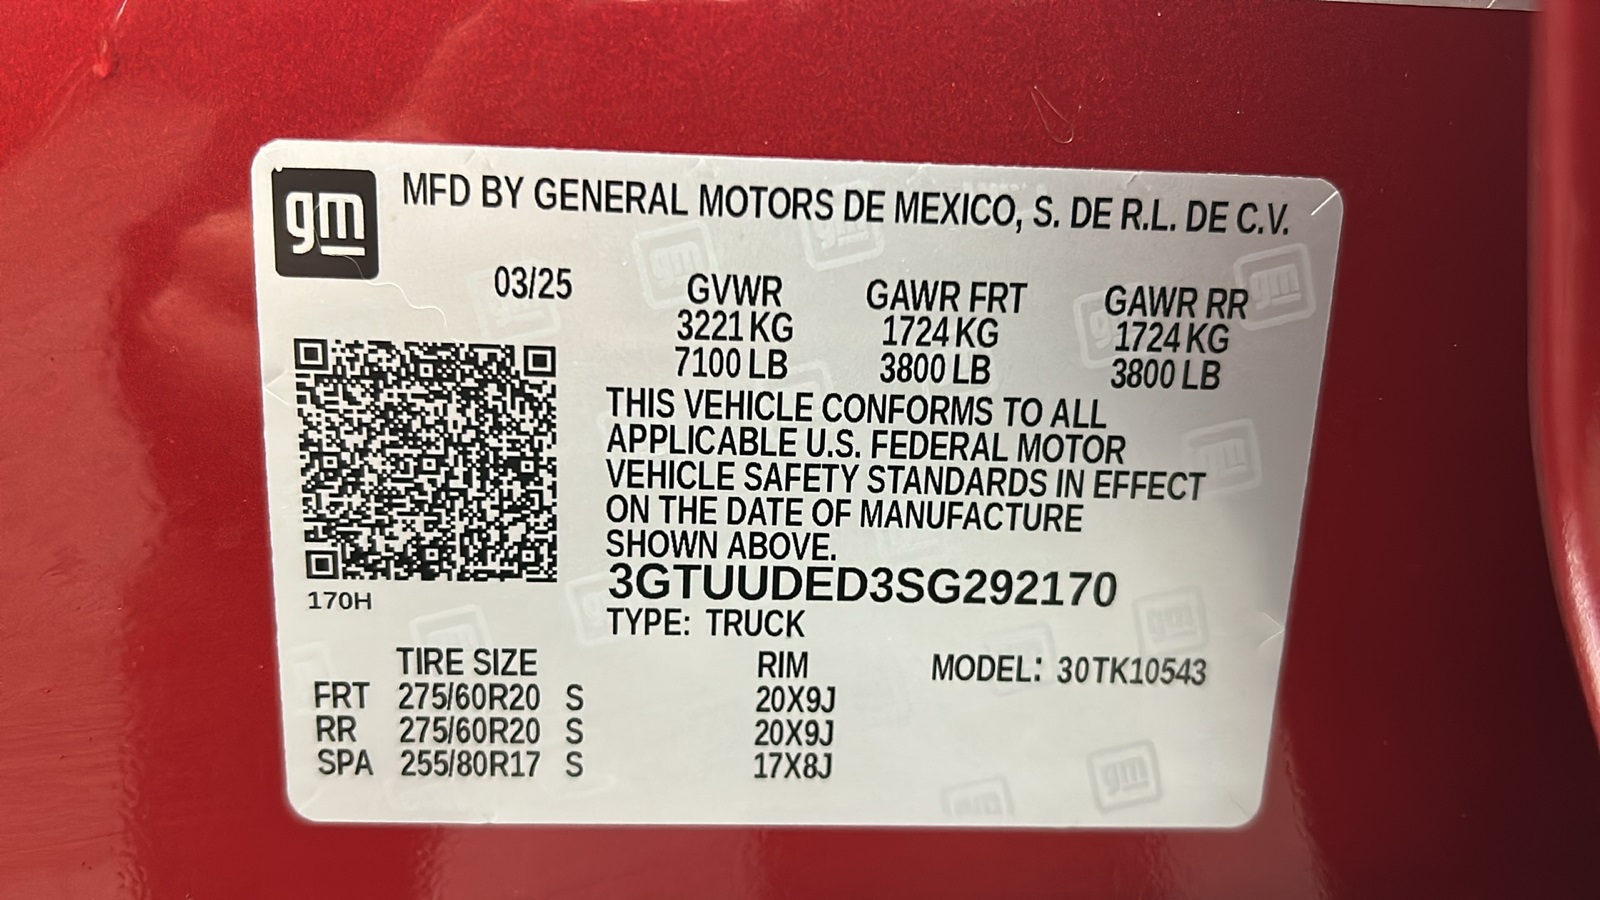 gm MFD BY GENERAL MOTORS DE MEXICO, S. DE R.L. DE C.V.
03/25 GVWR GAWR FRT GAWR RR
3221 KG 1724 KG 1724 KG
7100 LB 3800 LB 3800 LB
THIS VEHICLE CONFORMS TO ALL
APPLICABLE U.S. FEDERAL MOTOR
VEHICLE SAFETY STANDARDS IN EFFECT
ON THE DATE OF MANUFACTURE
SHOWN ABOVE.
3GTUUDED3SG292170
170H
TYPE: TRUCK
TIRE SIZE RIM MODEL: 30TK10543
FRT 275/60R20 S 20X9J
RR 275/60R20 S 20X9J
SPA 255/80R17 S 17X8J